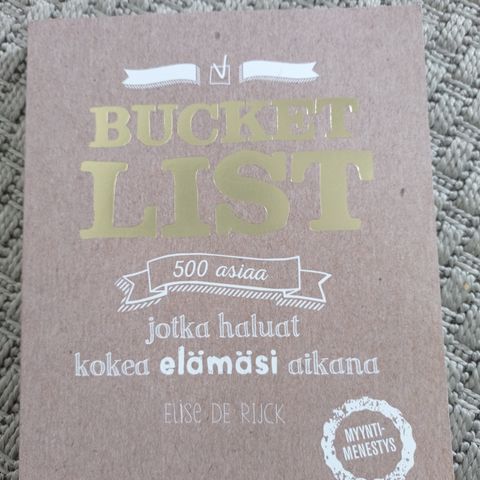 BUCKET
LIST
500 asiaa
jotka haluat
kokea elämäsi aikana
ELISE DE RIJCK
MYYNTI-
MENESTYS